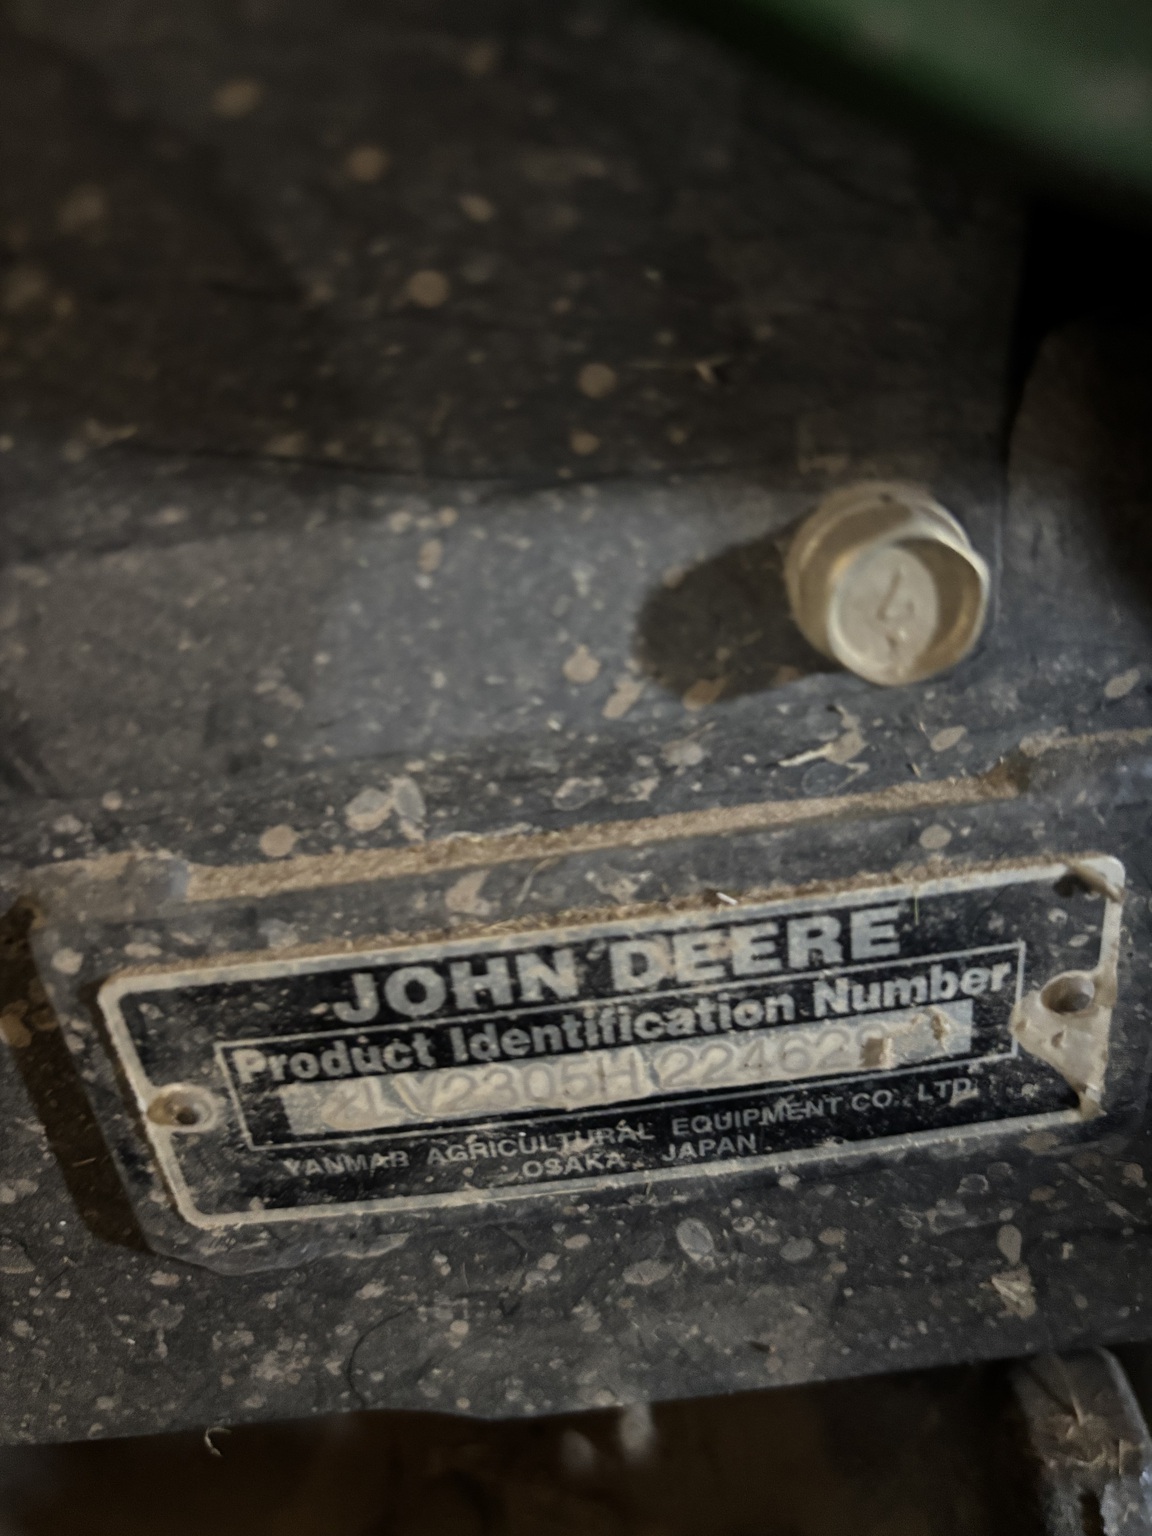 JOHN DEERE
Product Identification Number
YANMAR AGRICULTURAL EQUIPMENT CO., LTD.
OSAKA JAPAN